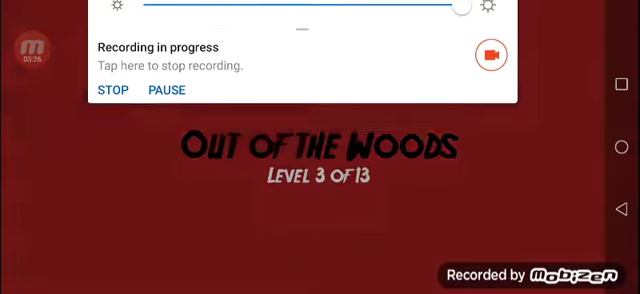 Recording in progress
Tap here to stop recording.
STOP PAUSE
03:26
OUT OF THE WOODS
LEVEL 3 OF 13
Recorded by Mobizen